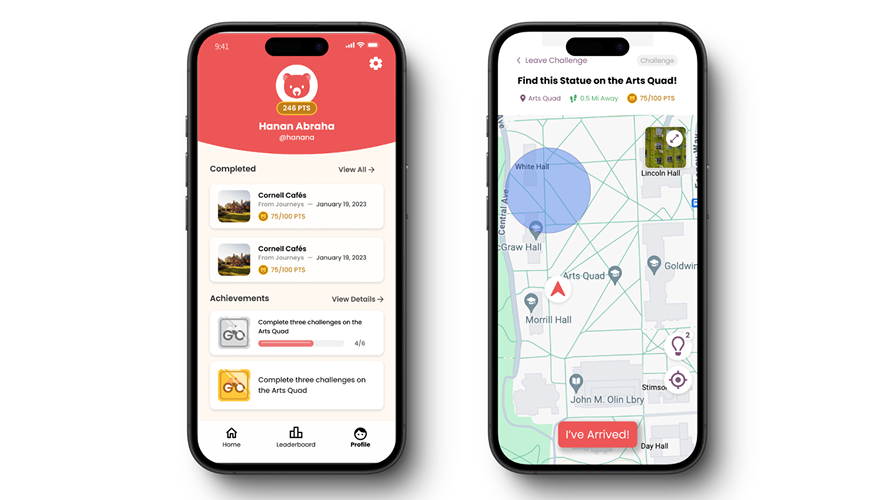 9:41
246 PTS
Hanan Abraha
@hanana
Completed
View All →
Cornell Cafés
From Journeys — January 19, 2023
75/100 PTS
Cornell Cafés
From Journeys — January 19, 2023
75/100 PTS
Achievements
View Details →
GO
Complete three challenges on the
Arts Quad
4/6
GO
Complete three challenges on
the Arts Quad
Home
Leaderboard
Profile
Leave Challenge
Challenge
Find this Statue on the Arts Quad!
Arts Quad
0.5 Mi Away
75/100 PTS
White Hall
Lincoln Hall
Central Ave
cGraw Hall
Arts Quad
Goldwin
Morrill Hall
2
Stimso
John M. Olin Lbry
I've Arrived!
Day Hall